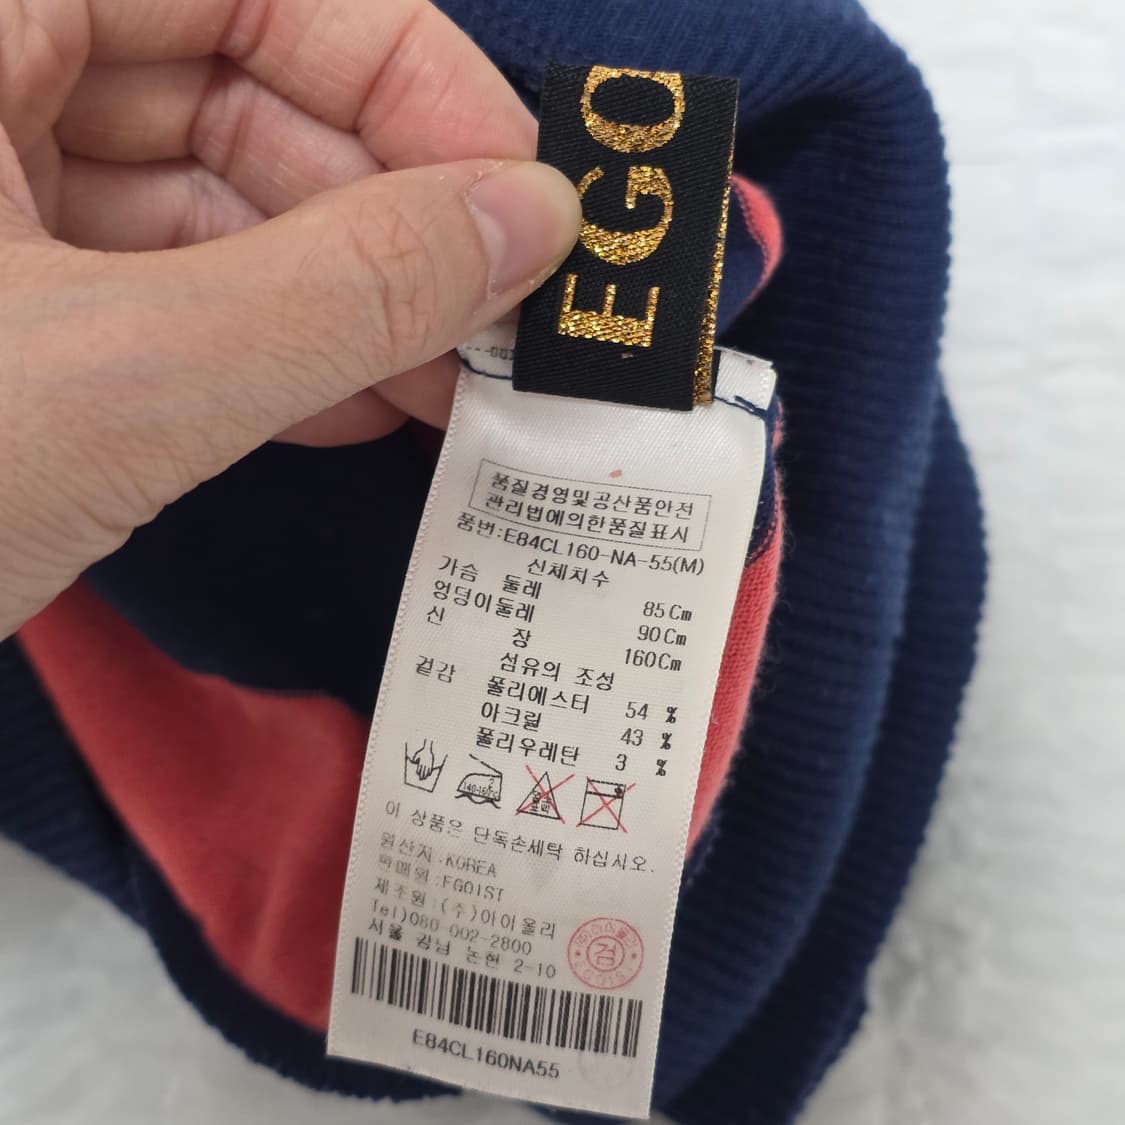 EGO
품질경영및공산품안전
관리법에의한품질표시
품번:E84CL160-NA-55(M)
신체치수
가슴 둘레 85Cm
엉덩이둘레 90Cm
신 장 160Cm
섬유의 조성
겉감 폴리에스터 54 %
아크릴 43 %
폴리우레탄 3 %
140-160℃
이 상품은 단독손세탁 하십시오.
원산지 :KOREA
판매원 :EGOIST
제조원 :(주)아이올리
Tel)080 002-2800
서울 강남 논현 2-10
검
E84CL160NA55